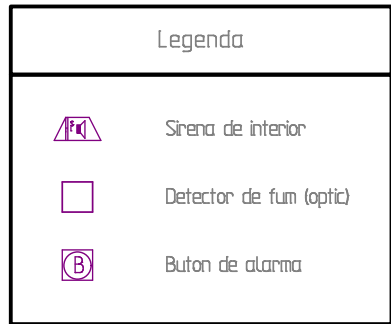 Legenda
Sirena de interior
Detector de fum (optic)
B Buton de alarma